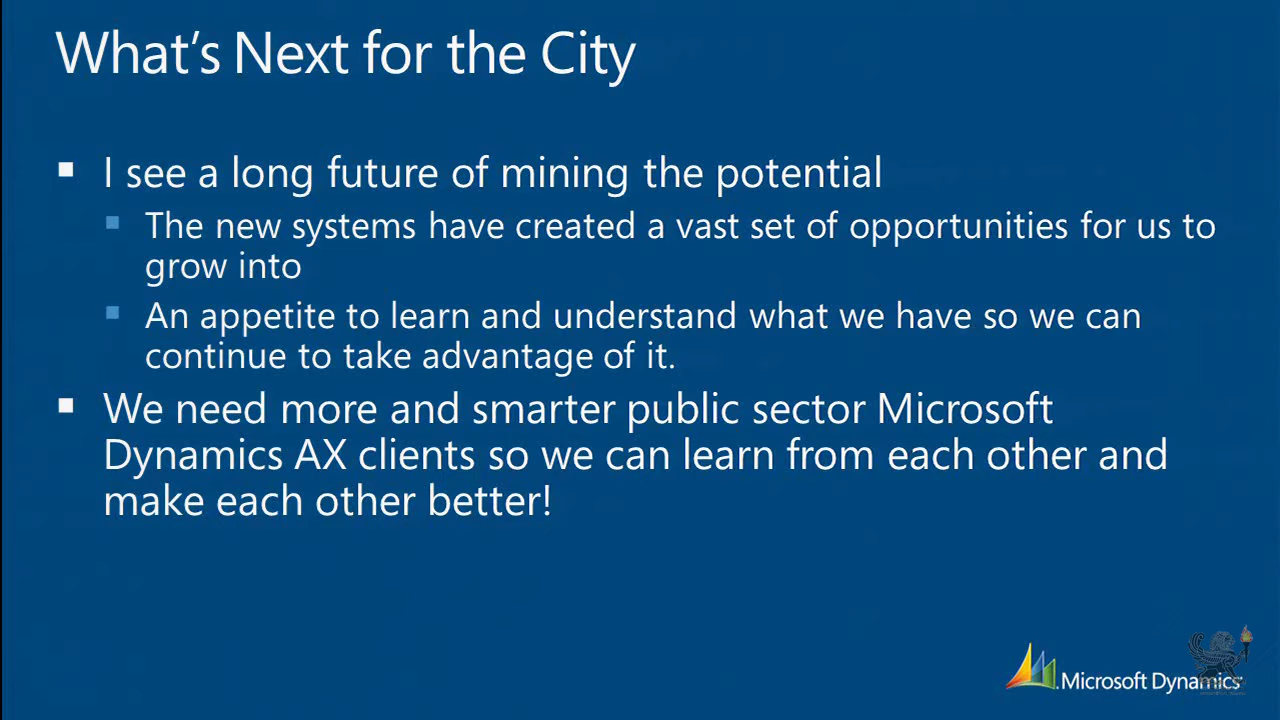 What's Next for the City
I see a long future of mining the potential
The new systems have created a vast set of opportunities for us to
grow into
An appetite to learn and understand what we have so we can
continue to take advantage of it.
We need more and smarter public sector Microsoft
Dynamics AX clients so we can learn from each other and
make each other better!
Microsoft Dynamics